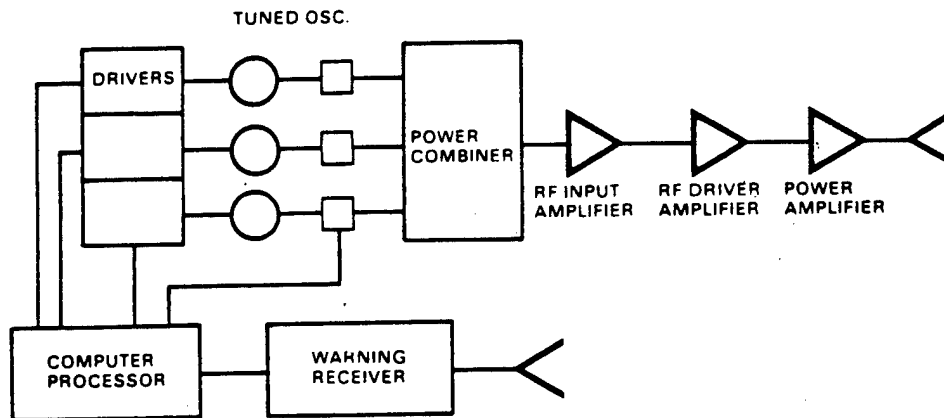 TUNED OSC.
DRIVERS
POWER
COMBINER
RF INPUT
AMPLIFIER
RF DRIVER
AMPLIFIER
POWER
AMPLIFIER
COMPUTER
PROCESSOR
WARNING
RECEIVER